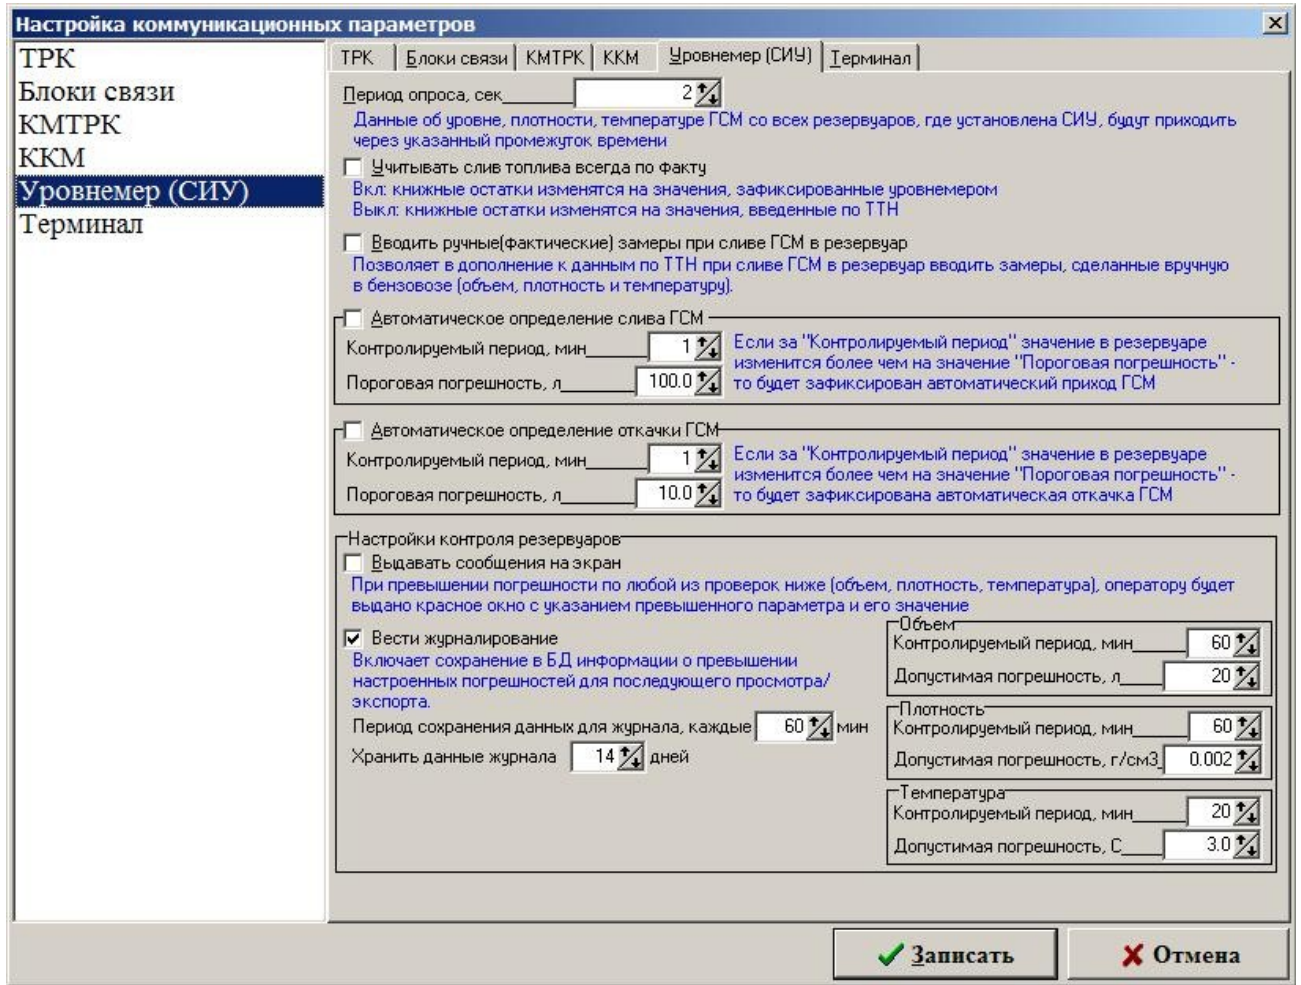 Настройка коммуникационных параметров
ТРК
Блоки связи
КМТРК
ККМ
Уровнемер (СИУ)
Терминал
ТРК Блоки связи КМТРК ККМ Уровнемер (СИУ) Терминал
Период опроса, сек 2
Данные об уровне, плотности, температуре ГСМ со всех резервуаров, где установлена СИУ, будут приходить
через указанный промежуток времени
Учитывать слив топлива всегда по факту
Вкл: книжные остатки изменятся на значения, зафиксированные уровнемером
Выкл: книжные остатки изменятся на значения, введенные по ТТН
Вводить ручные(фактические) замеры при сливе ГСМ в резервуар
Позволяет в дополнение к данным по ТТН при сливе ГСМ в резервуар вводить замеры, сделанные вручную
в бензовозе (объем, плотность и температуру).
Автоматическое определение слива ГСМ
Контролируемый период, мин 1
Пороговая погрешность, л 100.0
Если за "Контролируемый период" значение в резервуаре
изменится более чем на значение "Пороговая погрешность" -
то будет зафиксирован автоматический приход ГСМ
Автоматическое определение откачки ГСМ
Контролируемый период, мин 1
Пороговая погрешность, л 10.0
Если за "Контролируемый период" значение в резервуаре
изменится более чем на значение "Пороговая погрешность" -
то будет зафиксирована автоматическая откачка ГСМ
Настройки контроля резервуаров
Выдавать сообщения на экран
При превышении погрешности по любой из проверок ниже (объем, плотность, температура), оператору будет
выдано красное окно с указанием превышенного параметра и его значение
Вести журналирование
Включает сохранение в БД информации о превышении
настроенных погрешностей для последующего просмотра/
экспорта.
Период сохранения данных для журнала, каждые 60 мин
Хранить данные журнала 14 дней
Объем
Контролируемый период, мин 60
Допустимая погрешность, л 20
Плотность
Контролируемый период, мин 60
Допустимая погрешность, г/см3 0.002
Температура
Контролируемый период, мин 20
Допустимая погрешность, С 3.0
Записать
Отмена